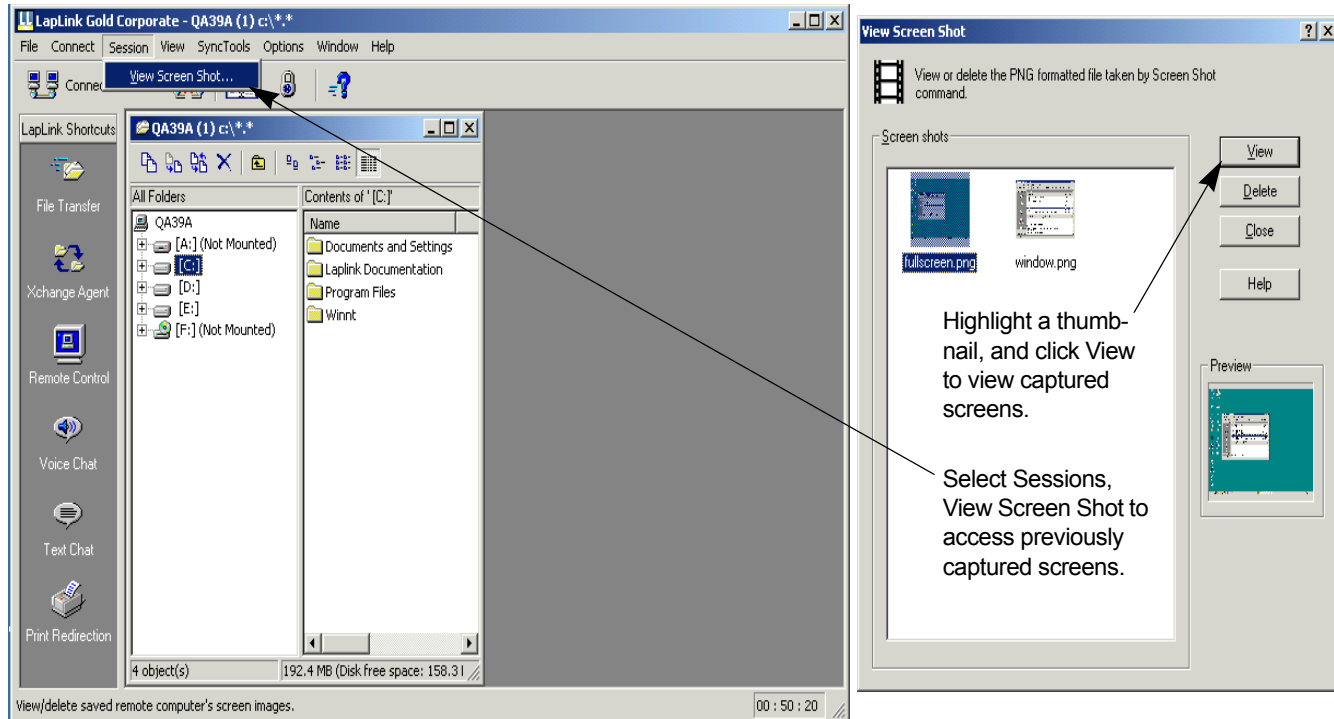 LapLink Gold Corporate - QA39A (1) c:\*.*
File Connect Session View SyncTools Options Window Help
View Screen Shot...
LapLink Shortcuts
File Transfer
Xchange Agent
Remote Control
Voice Chat
Text Chat
Print Redirection
QA39A (1) c:\*.*
All Folders
QA39A
[A:] (Not Mounted)
[C:]
[D:]
[E:]
[F:] (Not Mounted)
Contents of '[C:]'
Name
Documents and Settings
Laplink Documentation
Program Files
Winnt
4 object(s)
192.4 MB (Disk free space: 158.3
View/delete saved remote computer's screen images.
00 : 50 : 20
View Screen Shot
View or delete the PNG formatted file taken by Screen Shot
command.
Screen shots
fullscreen.png
window.png
View
Delete
Close
Help
Preview
Highlight a thumb-
nail, and click View
to view captured
screens.
Select Sessions,
View Screen Shot to
access previously
captured screens.